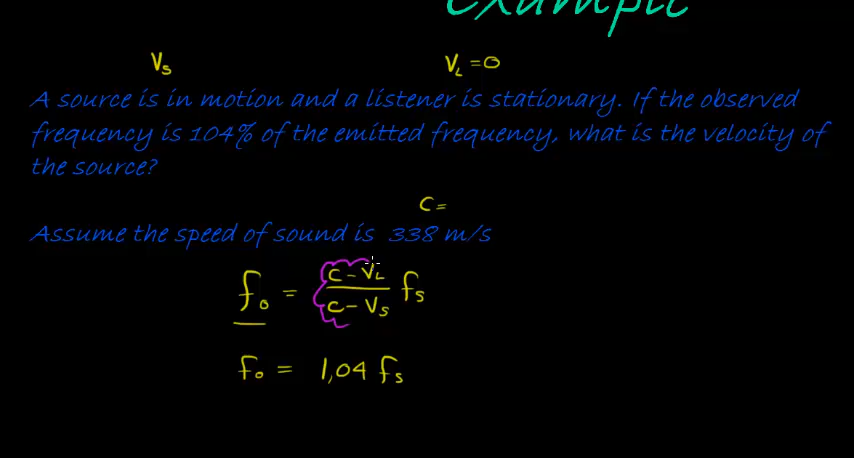 Example
Vs
VL = 0
A source is in motion and a listener is stationary. If the observed
frequency is 104% of the emitted frequency, what is the velocity of
the source?
C =
Assume the speed of sound is 338 m/s
fo = (C - VL)/(C - Vs) fs
fo = 1,04 fs